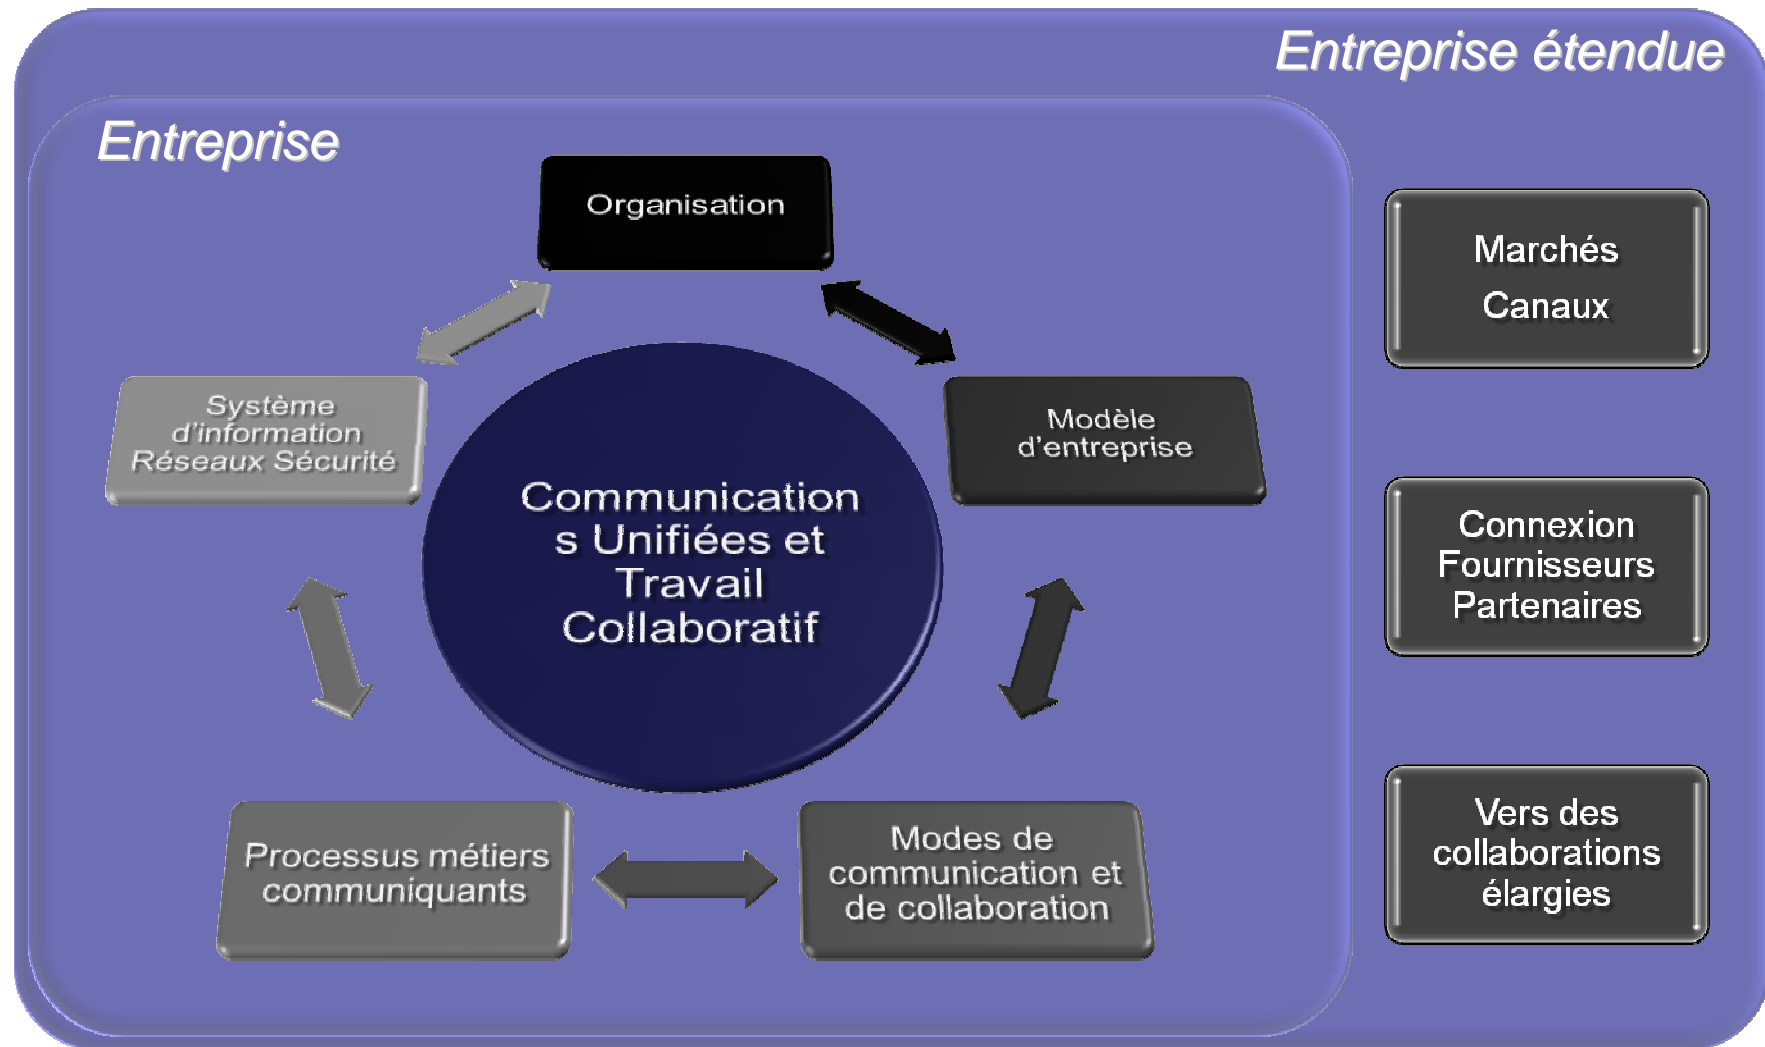 Entreprise étendue
Entreprise
Organisation
Système
d'information
Réseaux Sécurité
Modèle
d'entreprise
Communication
s Unifiées et
Travail
Collaboratif
Processus métiers
communiquants
Modes de
communication et
de collaboration
Marchés
Canaux
Connexion
Fournisseurs
Partenaires
Vers des
collaborations
élargies